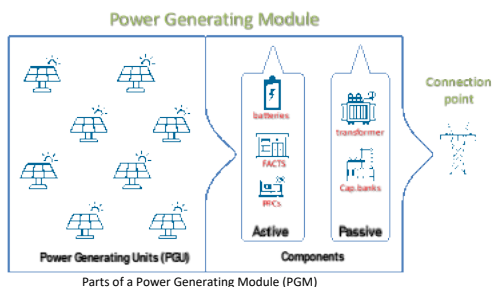 Power Generating Module
Connection
point
batteries
FACTS
PPCs
Active
transformer
Cap.banks
Passive
Power Generating Units (PGU)
Components
Parts of a Power Generating Module (PGM)